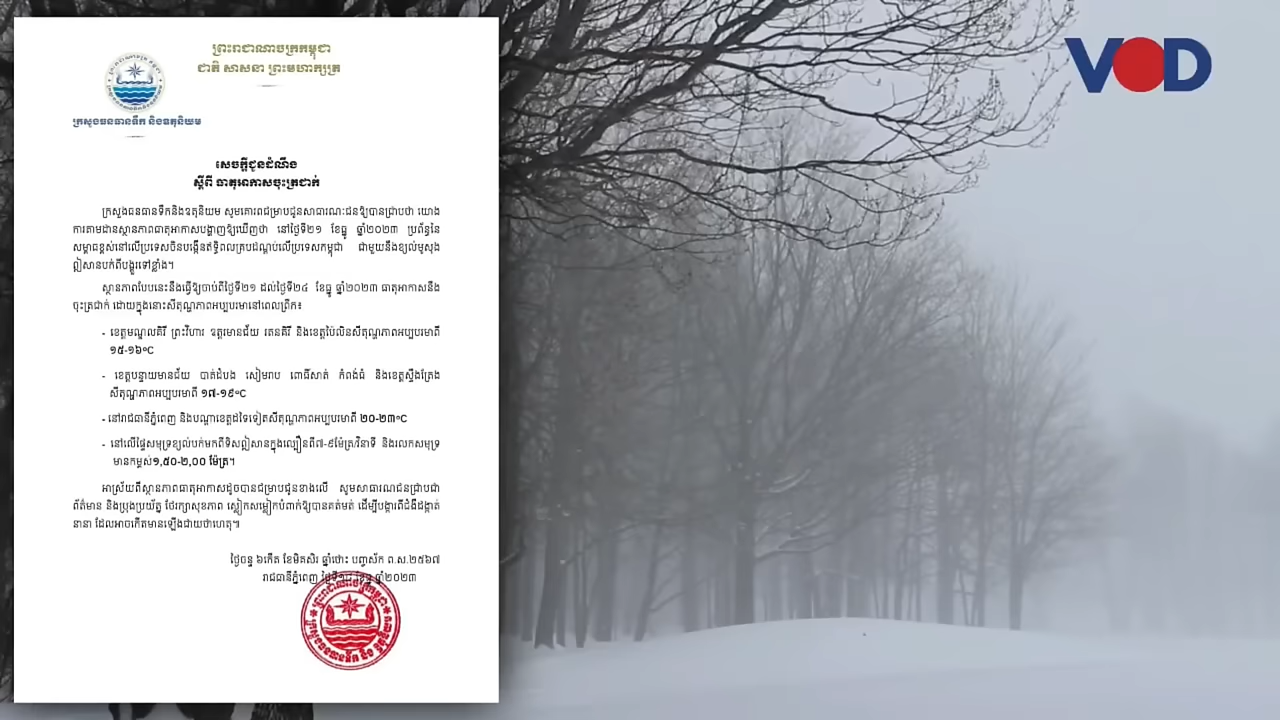 ព្រះរាជាណាចក្រកម្ពុជា
ជាតិ សាសនា ព្រះមហាក្សត្រ
ក្រសួងធនធានទឹក និងឧតុនិយម
VOD
សេចក្តីជូនដំណឹង
ស្តីពី ធាតុអាកាសចុះត្រជាក់
ក្រសួងធនធានទឹកនិងឧតុនិយម សូមគោរពជម្រាបជូនសាធារណៈជនឱ្យបានជ្រាបថា យោង
ការតាមដានស្ថានភាពធាតុអាកាសបង្ហាញឱ្យឃើញថា នៅថ្ងៃទី២១ ខែធ្នូ ឆ្នាំ២០២៣ ប្រព័ន្ធនៃ
សម្ពាធខ្ពស់នៅលើប្រទេសចិនបង្កើនឥទ្ធិពលគ្របដណ្តប់លើប្រទេសកម្ពុជា ជាមួយនឹងខ្យល់មូសុង
ឦសានបក់ពីបង្គួរទៅខ្លាំង។
ស្ថានភាពបែបនេះនឹងធ្វើឱ្យចាប់ពីថ្ងៃទី២១ ដល់ថ្ងៃទី២៤ ខែធ្នូ ឆ្នាំ២០២៣ ធាតុអាកាសនឹង
ចុះត្រជាក់ ដោយក្នុងនោះសីតុណ្ហភាពអប្បបរមានៅពេលព្រឹក៖
- ខេត្តមណ្ឌលគិរី ព្រះវិហារ ឧត្តរមានជ័យ រតនគិរី និងខេត្តប៉ៃលិនសីតុណ្ហភាពអប្បបរមាពី
១៥-១៦ºC
- ខេត្តបន្ទាយមានជ័យ បាត់ដំបង សៀមរាប ពោធិ៍សាត់ កំពង់ធំ និងខេត្តស្ទឹងត្រែង
សីតុណ្ហភាពអប្បបរមាពី ១៧-១៩ºC
- នៅរាជធានីភ្នំពេញ និងបណ្តាខេត្តដទៃទៀតសីតុណ្ហភាពអប្បបរមាពី ២០-២៣ºC
- នៅលើផ្ទៃសមុទ្រខ្យល់បក់មកពីទិសឦសានក្នុងល្បឿនពី៧-៩ម៉ែត្រ/វិនាទី និងរលកសមុទ្រ
មានកម្ពស់១,៥០-២,០០ ម៉ែត្រ។
អាស្រ័យពីស្ថានភាពធាតុអាកាសដូចបានជម្រាបជូនខាងលើ សូមសាធារណជនជ្រាបជា
ព័ត៌មាន និងប្រុងប្រយ័ត្ន ថែរក្សាសុខភាព ស្លៀកសម្លៀកបំពាក់ឱ្យបានគត់មត់ ដើម្បីបង្ការពីជំងឺផ្ដាសាយ
នានា ដែលអាចកើតមានឡើងជាយថាហេតុ៕
ថ្ងៃចន្ទ ៦កើត ខែមិគសិរ ឆ្នាំថោះ បញ្ចស័ក ព.ស.២៥៦៧
រាជធានីភ្នំពេញ ថ្ងៃទី១៨ ខែធ្នូ ឆ្នាំ២០២៣